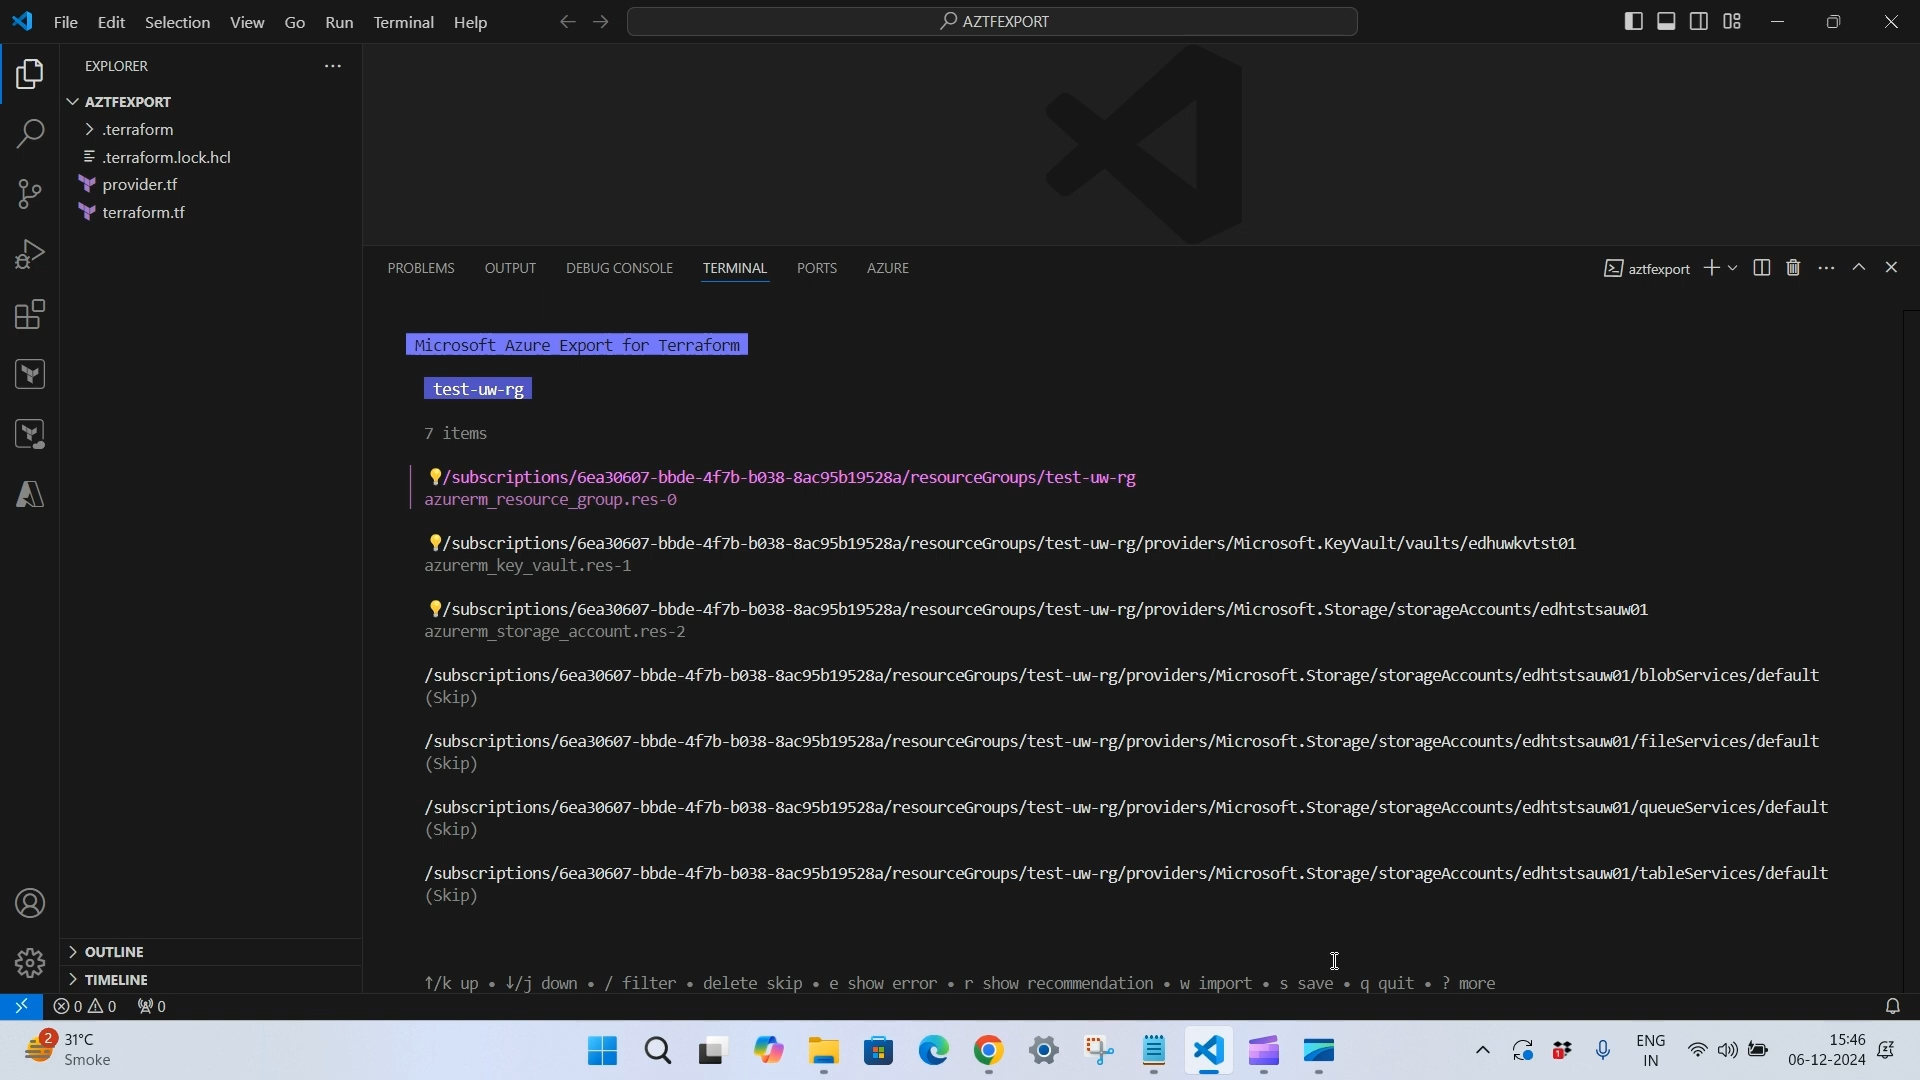 File Edit Selection View Go Run Terminal Help
AZTFEXPORT
EXPLORER
AZTFEXPORT
.terraform
.terraform.lock.hcl
provider.tf
terraform.tf
PROBLEMS OUTPUT DEBUG CONSOLE TERMINAL PORTS AZURE
aztfexport
Microsoft Azure Export for Terraform
test-uw-rg
7 items
/subscriptions/6ea30607-bbde-4f7b-b038-8ac95b19528a/resourceGroups/test-uw-rg
azurerm_resource_group.res-0
/subscriptions/6ea30607-bbde-4f7b-b038-8ac95b19528a/resourceGroups/test-uw-rg/providers/Microsoft.KeyVault/vaults/edhuwkvtst01
azurerm_key_vault.res-1
/subscriptions/6ea30607-bbde-4f7b-b038-8ac95b19528a/resourceGroups/test-uw-rg/providers/Microsoft.Storage/storageAccounts/edhtstsauw01
azurerm_storage_account.res-2
/subscriptions/6ea30607-bbde-4f7b-b038-8ac95b19528a/resourceGroups/test-uw-rg/providers/Microsoft.Storage/storageAccounts/edhtstsauw01/blobServices/default
(Skip)
/subscriptions/6ea30607-bbde-4f7b-b038-8ac95b19528a/resourceGroups/test-uw-rg/providers/Microsoft.Storage/storageAccounts/edhtstsauw01/fileServices/default
(Skip)
/subscriptions/6ea30607-bbde-4f7b-b038-8ac95b19528a/resourceGroups/test-uw-rg/providers/Microsoft.Storage/storageAccounts/edhtstsauw01/queueServices/default
(Skip)
/subscriptions/6ea30607-bbde-4f7b-b038-8ac95b19528a/resourceGroups/test-uw-rg/providers/Microsoft.Storage/storageAccounts/edhtstsauw01/tableServices/default
(Skip)
↑/k up • ↓/j down • / filter • delete skip • e show error • r show recommendation • w import • s save • q quit • ? more
OUTLINE
TIMELINE
0 0 0
2
31°C
Smoke
1
ENG
IN
15:46
06-12-2024